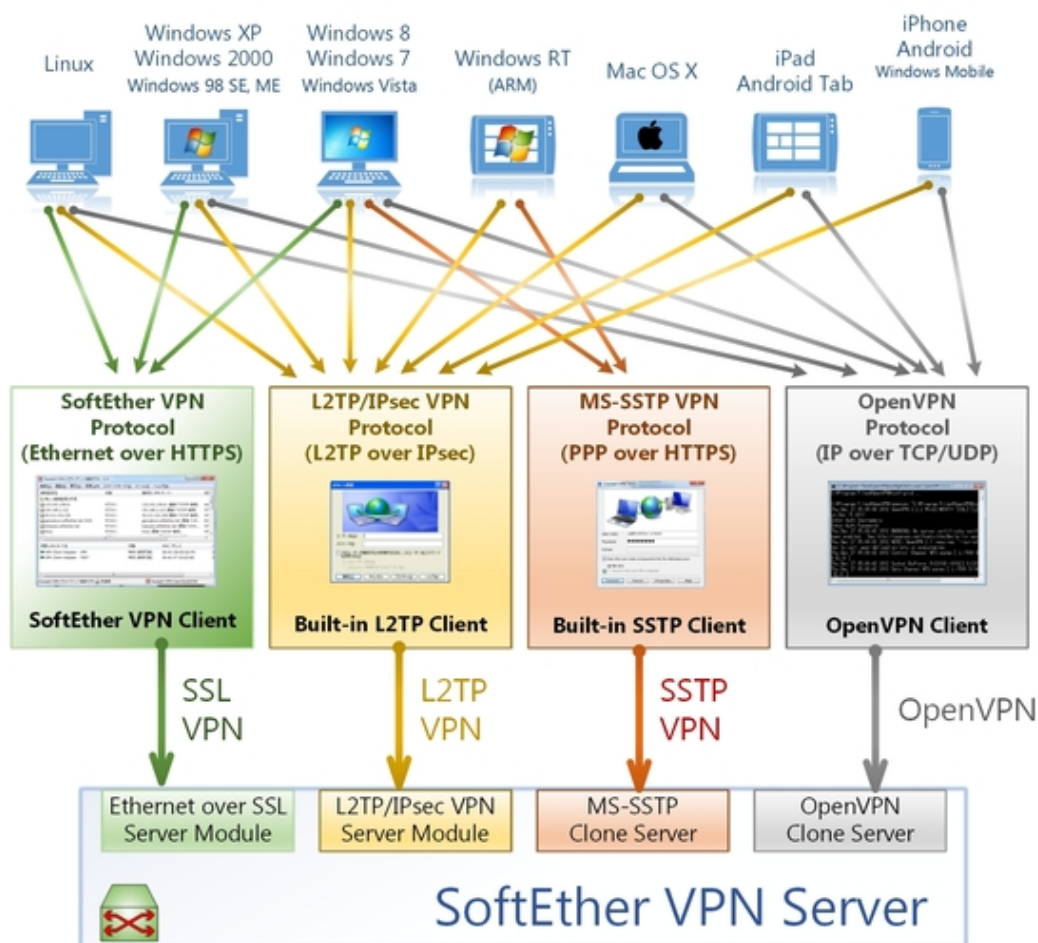 Linux
Windows XP
Windows 2000
Windows 98 SE, ME
Windows 8
Windows 7
Windows Vista
Windows RT
(ARM)
Mac OS X
iPad
Android Tab
iPhone
Android
Windows Mobile
SoftEther VPN
Protocol
(Ethernet over HTTPS)
SoftEther VPN Client
L2TP/IPsec VPN
Protocol
(L2TP over IPsec)
Built-in L2TP Client
MS-SSTP VPN
Protocol
(PPP over HTTPS)
Built-in SSTP Client
OpenVPN
Protocol
(IP over TCP/UDP)
OpenVPN Client
SSL
VPN
L2TP
VPN
SSTP
VPN
OpenVPN
Ethernet over SSL
Server Module
L2TP/IPsec VPN
Server Module
MS-SSTP
Clone Server
OpenVPN
Clone Server
SoftEther VPN Server